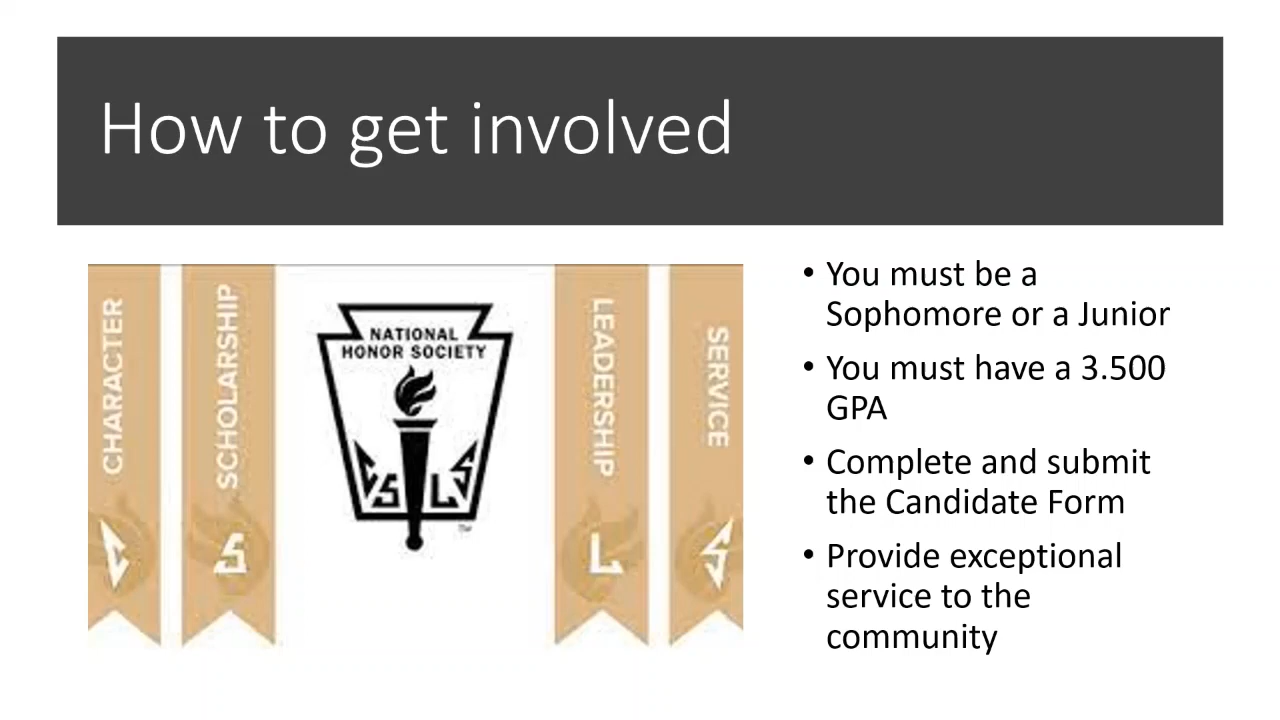 How to get involved
CHARACTER
C
SCHOLARSHIP
S
NATIONAL
HONOR SOCIETY
C S L S
TM
LEADERSHIP
L
SERVICE
S
• You must be a
Sophomore or a Junior
• You must have a 3.500
GPA
• Complete and submit
the Candidate Form
• Provide exceptional
service to the
community